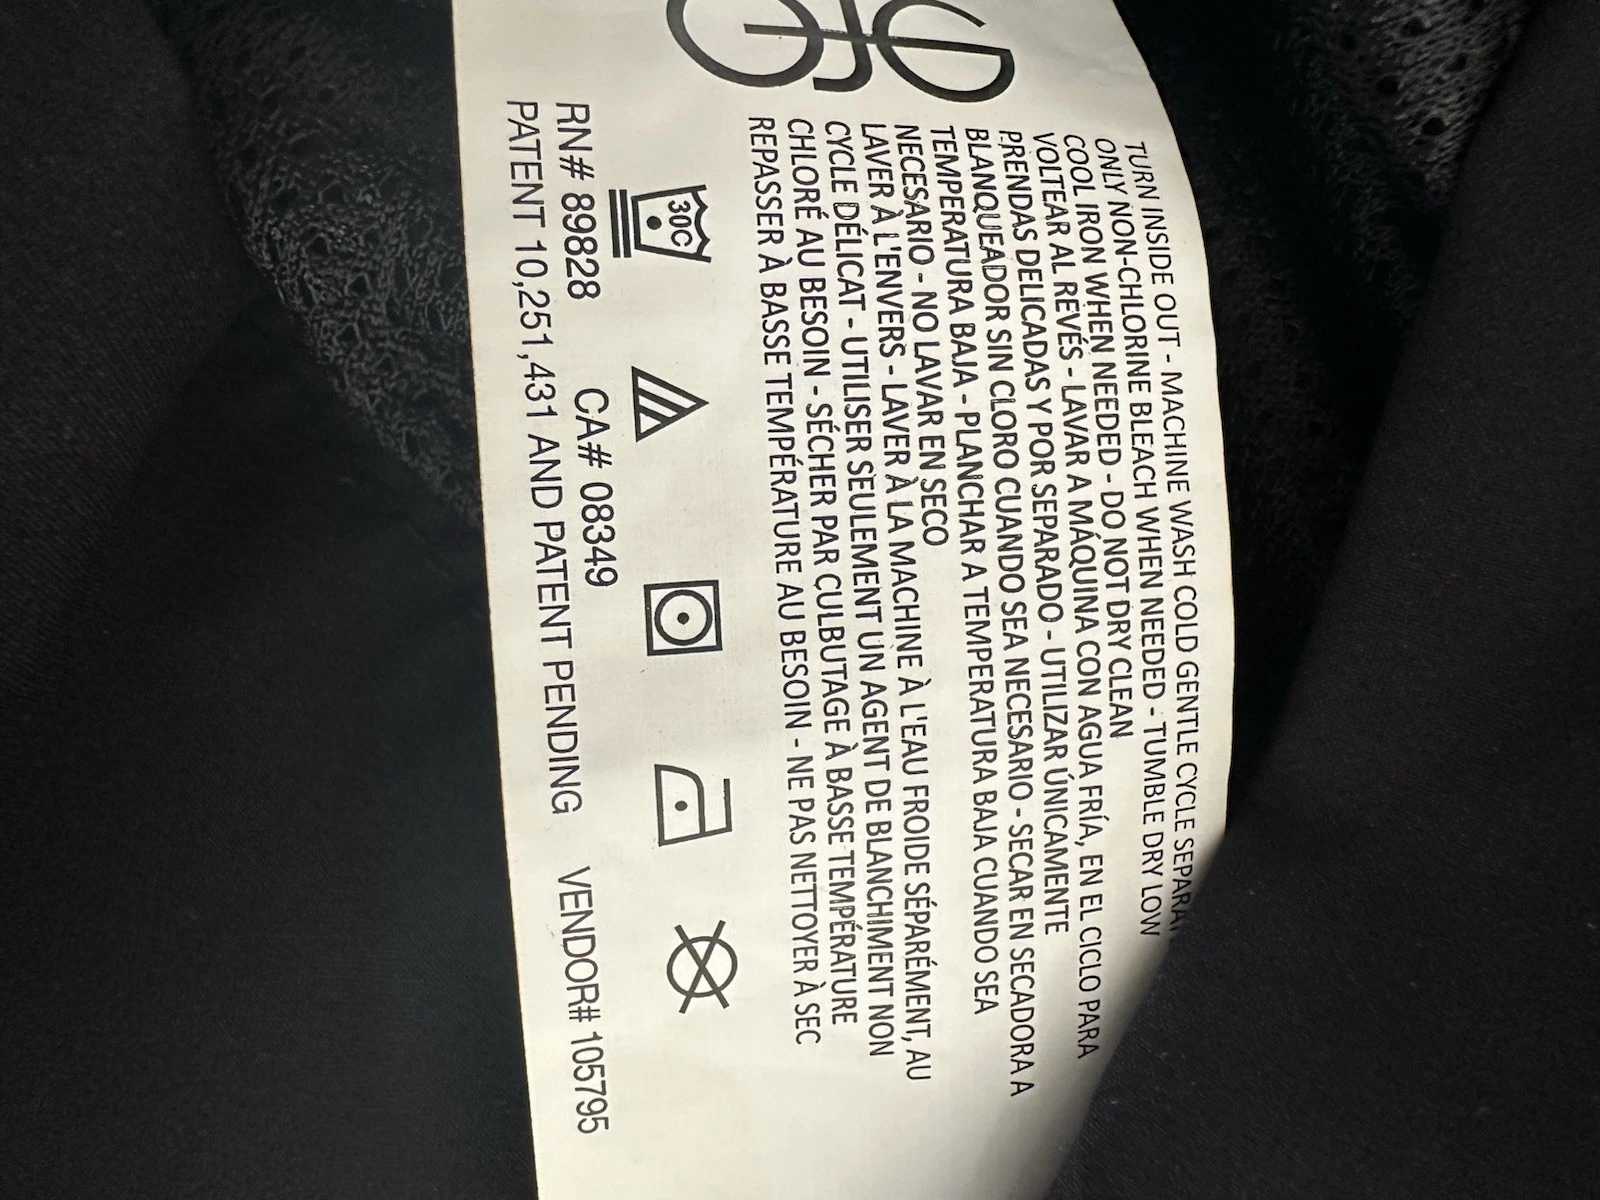 TURN INSIDE OUT - MACHINE WASH COLD GENTLE CYCLE
ONLY NON-CHLORINE BLEACH WHEN NEEDED - TUMBLE DRY LOW
COOL IRON WHEN NEEDED - DO NOT DRY CLEAN
VOLTEAR AL REVÉS - LAVAR A MÁQUINA CON AGUA FRÍA, EN EL CICLO PARA
PRENDAS DELICADAS Y POR SEPARADO - UTILIZAR ÚNICAMENTE
BLANQUEADOR SIN CLORO CUANDO SEA NECESARIO - SECAR EN SECADORA A
TEMPERATURA BAJA - PLANCHAR A TEMPERATURA BAJA CUANDO SEA
NECESARIO - NO LAVAR EN SECO
LAVER À L'ENVERS - LAVER À LA MACHINE À L'EAU FROIDE SÉPARÉMENT, AU
CYCLE DÉLICAT - UTILISER SEULEMENT UN AGENT DE BLANCHIMENT NON
CHLORÉ AU BESOIN - SÉCHER PAR CULBUTAGE À BASSE TEMPÉRATURE
REPASSER À BASSE TEMPÉRATURE AU BESOIN - NE PAS NETTOYER À SEC
30C
RN# 89828 CA# 08349
PATENT 10,251,431 AND PATENT PENDING VENDOR# 105795